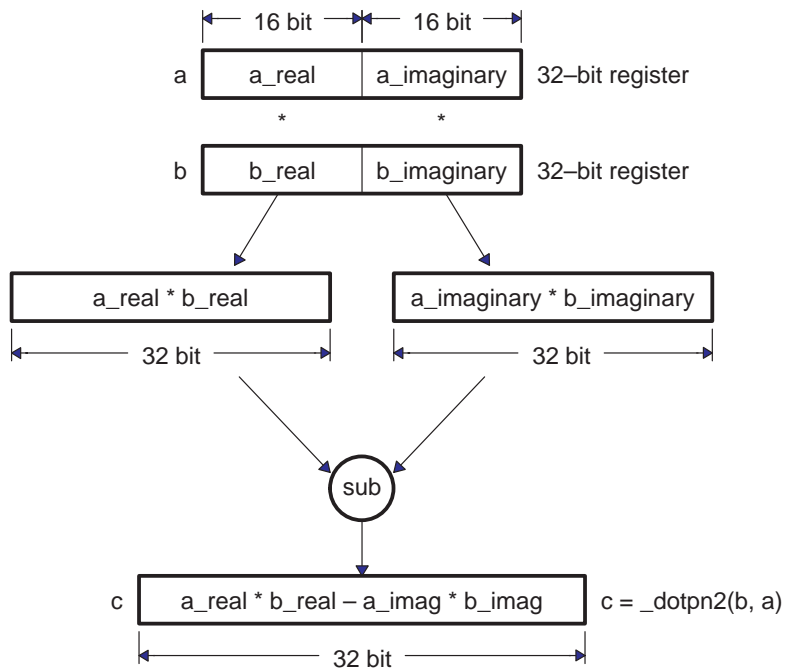 16 bit 16 bit
a a_real a_imaginary 32–bit register
* *
b b_real b_imaginary 32–bit register
a_real * b_real a_imaginary * b_imaginary
32 bit 32 bit
sub
c a_real * b_real – a_imag * b_imag c = _dotpn2(b, a)
32 bit